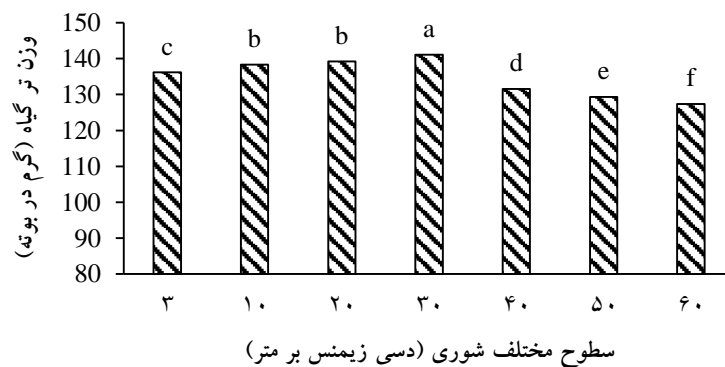 وزن تر گیاه (گرم در بوته)
150
140
130
120
110
100
90
80
c b b a d e f
۳ ۱۰ ۲۰ ۳۰ ۴۰ ۵۰ ۶۰
سطوح مختلف شوری (دسی زیمنس بر متر)